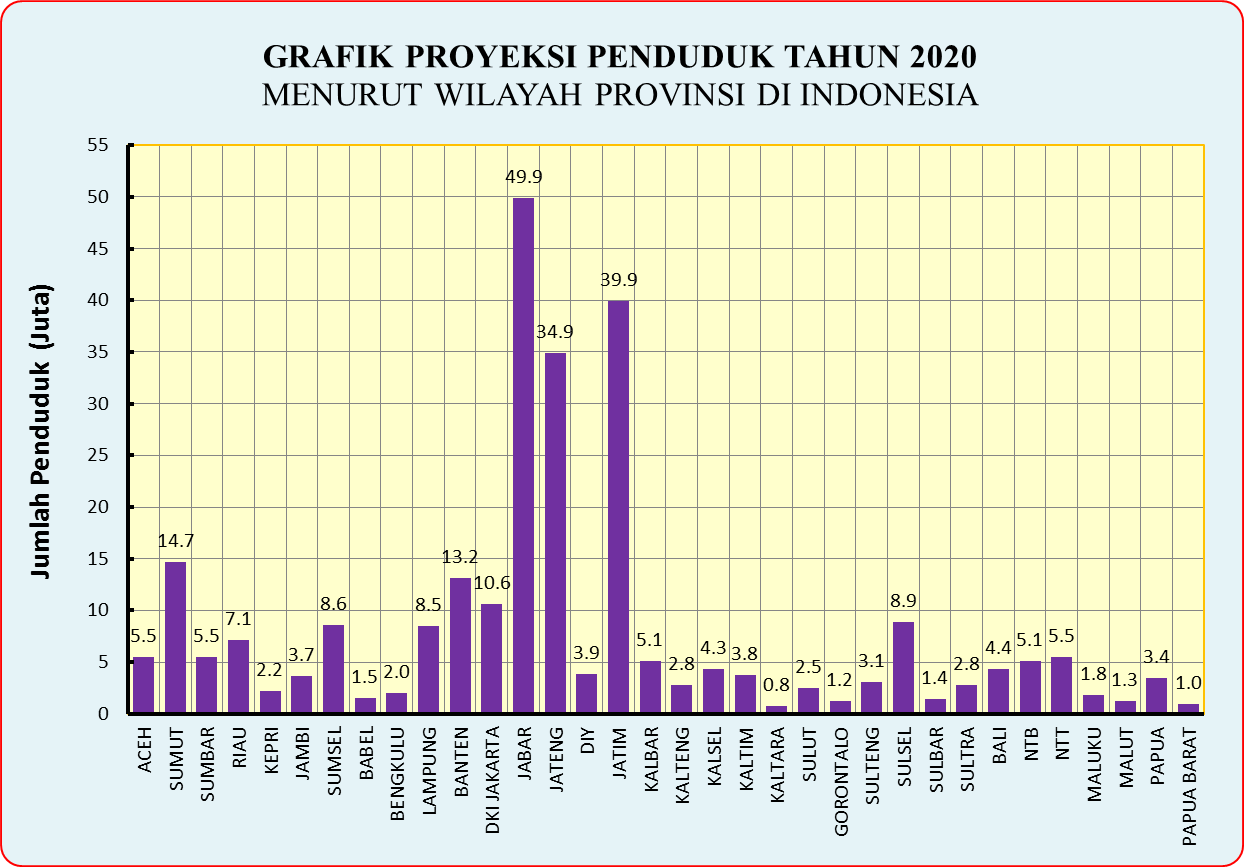 GRAFIK PROYEKSI PENDUDUK TAHUN 2020
MENURUT WILAYAH PROVINSI DI INDONESIA
Jumlah Penduduk (Juta)
55
50
45
40
35
30
25
20
15
10
5
0
5.5
14.7
5.5
7.1
2.2
3.7
8.6
1.5
2.0
8.5
13.2
10.6
49.9
34.9
3.9
39.9
5.1
2.8
4.3
3.8
0.8
2.5
1.2
3.1
8.9
1.4
2.8
4.4
5.1
5.5
1.8
1.3
3.4
1.0
ACEH
SUMUT
SUMBAR
RIAU
KEPRI
JAMBI
SUMSEL
BABEL
BENGKULU
LAMPUNG
BANTEN
DKI JAKARTA
JABAR
JATENG
DIY
JATIM
KALBAR
KALTENG
KALSEL
KALTIM
KALTARA
SULUT
GORONTALO
SULTENG
SULSEL
SULBAR
SULTRA
BALI
NTB
NTT
MALUKU
MALUT
PAPUA
PAPUA BARAT